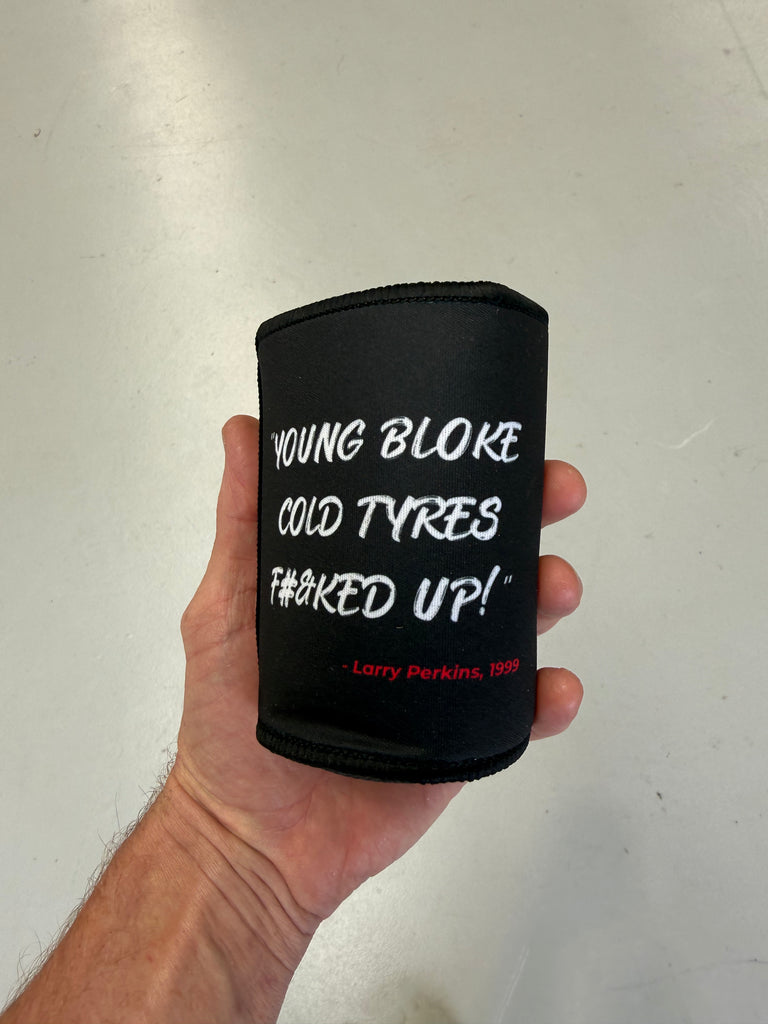 "YOUNG BLOKE
COLD TYRES
F#&KED UP!"
- Larry Perkins, 1999